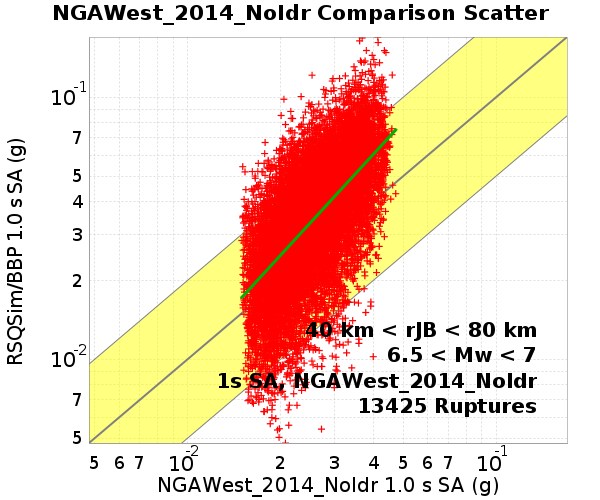 NGAWest_2014_NoIdr Comparison Scatter
RSQSim/BBP 1.0 s SA (g)
10-1
7
5
4
3
2
10-2
7
5
40 km < rJB < 80 km
6.5 < Mw < 7
1s SA, NGAWest_2014_NoIdr
13425 Ruptures
5 6 7 10-2 2 3 4 5 6 7 10-1
NGAWest_2014_NoIdr 1.0 s SA (g)